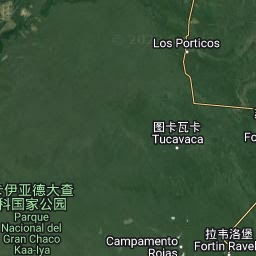 Los Porticos
图卡瓦卡
Tucavaca
Fo
卡伊亚德大查
科国家公园
Parque
Nacional del
Gran Chaco
Kaa-Iya
拉韦洛堡
Fortin Ravel
Campamento
Rojas